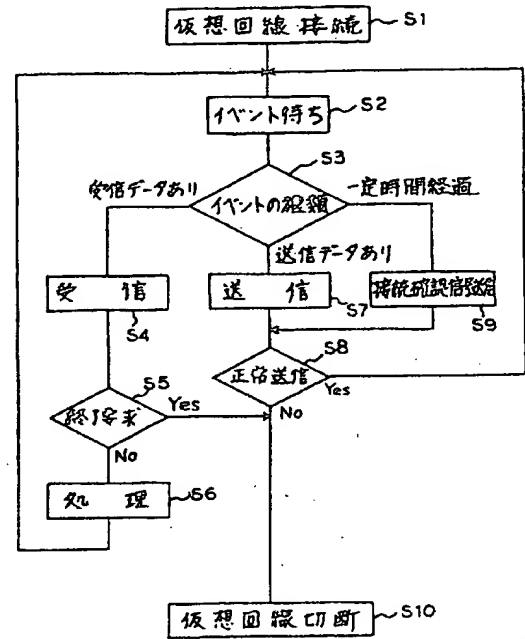 仮想回線接続 S1
イベント待ち S2
S3
受信データあり
イベントの種類
一定時間経過
送信データあり
受信
S4
送信
S7
接続確認信号送信
S9
S8
正常送信
Yes
No
S5
終了要求
Yes
No
処理 S6
仮想回線切断 S10